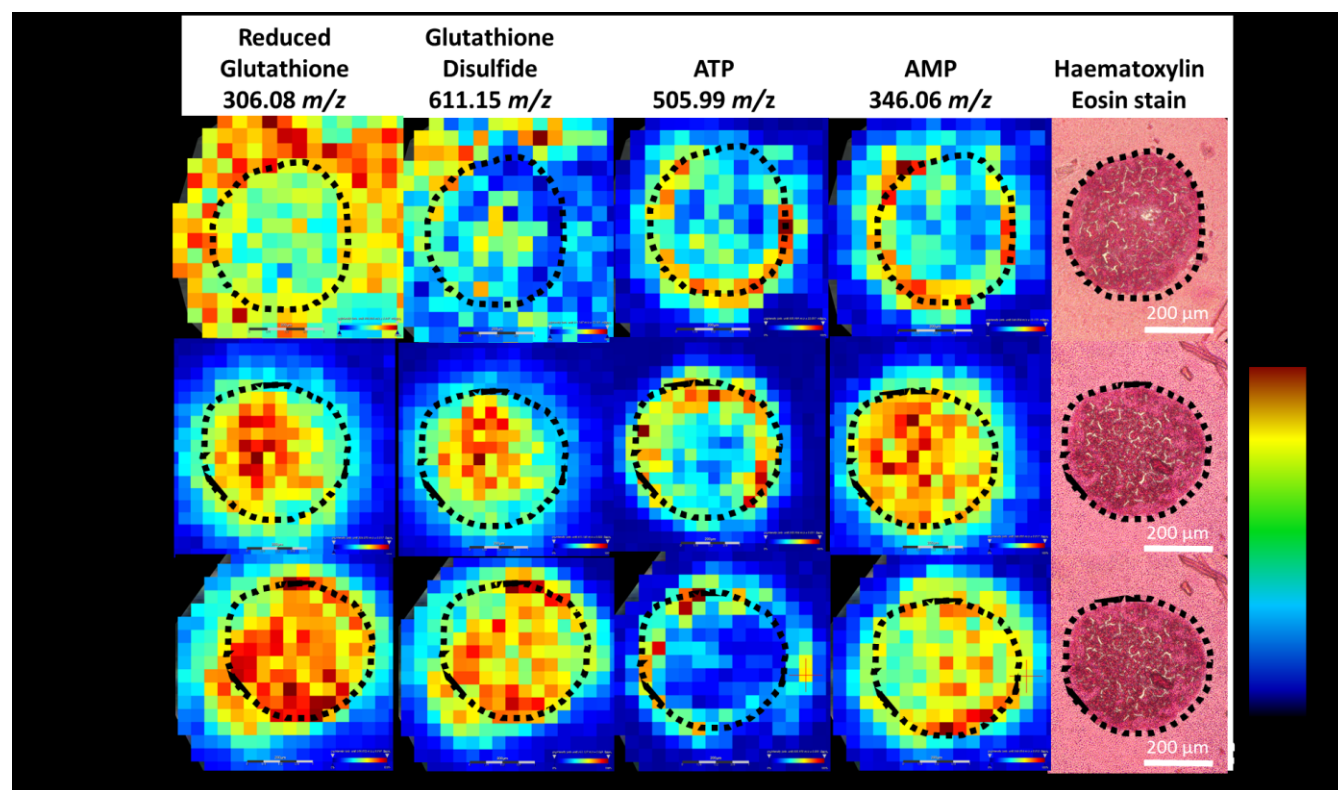 Reduced
Glutathione
306.08 m/z
Glutathione
Disulfide
611.15 m/z
ATP
505.99 m/z
AMP
346.06 m/z
Haematoxylin
Eosin stain
200 µm
200 µm
200 µm